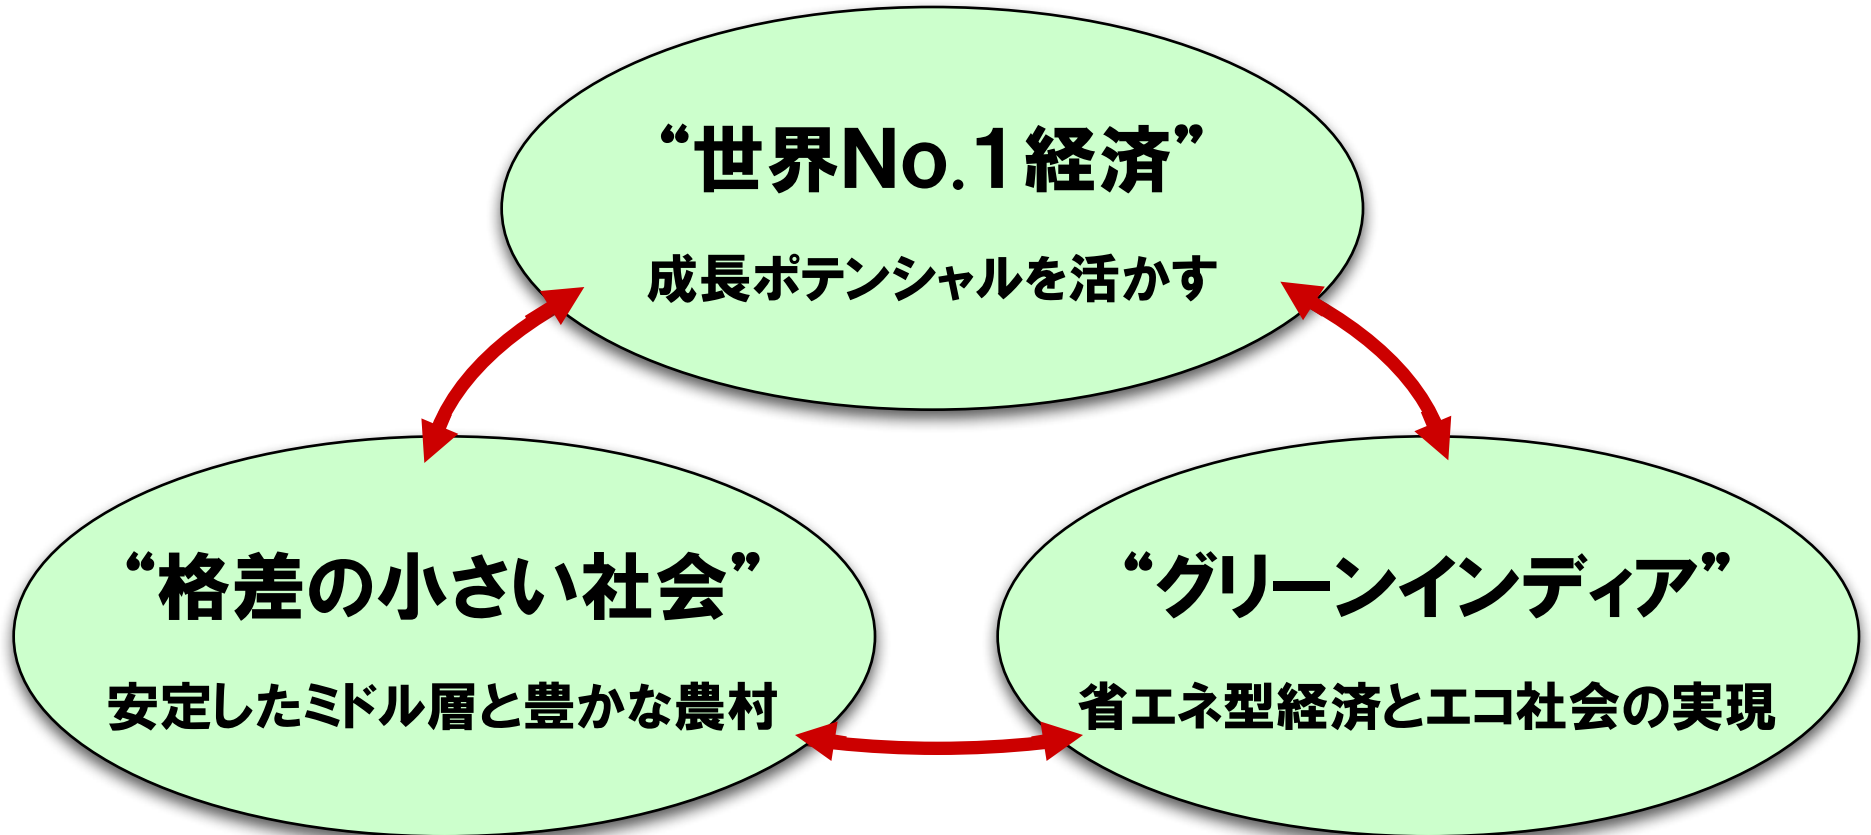 “世界No.1経済”
成長ポテンシャルを活かす
“格差の小さい社会”
安定したミドル層と豊かな農村
“グリーンインディア”
省エネ型経済とエコ社会の実現